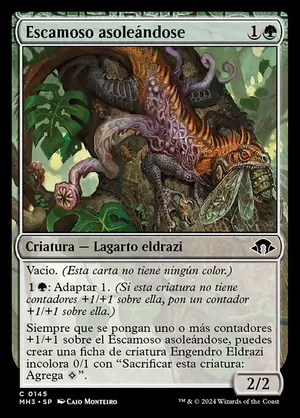 Escamoso asoleándose 1
Criatura — Lagarto eldrazi
Vacío. (Esta carta no tiene ningún color.)
1 : Adaptar 1. (Si esta criatura no tiene
contadores +1/+1 sobre ella, pon un contador
+1/+1 sobre ella.)
Siempre que se pongan uno o más contadores
+1/+1 sobre el Escamoso asoleándose, puedes
crear una ficha de criatura Engendro Eldrazi
incolora 0/1 con “Sacrificar esta criatura:
Agrega .”
2/2
C 0145
MH3 • SP Caio Monteiro
™ & © 2024 Wizards of the Coast